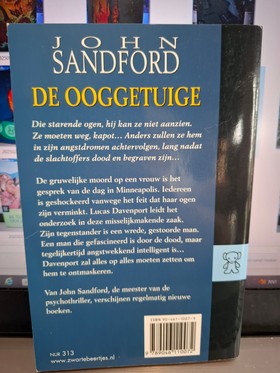 JOHN
SANDFORD
DE OOGGETUIGE
Die starende ogen, hij kan ze niet aanzien.
Ze moeten weg, kapot... Anders zullen ze hem
in zijn angstdromen achtervolgen, lang nadat
de slachtoffers dood en begraven zijn...
De gruwelijke moord op een vrouw is het
gesprek van de dag in Minneapolis. Iedereen
is geshockeerd vanwege het feit dat haar ogen
zijn verminkt. Lucas Davenport leidt het
onderzoek in deze misselijkmakende zaak.
Zijn tegenstander is een wrede, gestoorde man.
Een man die gefascineerd is door de dood, maar
tegelijkertijd angstwekkend intelligent is...
Davenport zal alles op alles moeten zetten om
hem te ontmaskeren.
Van John Sandford, de meester van de
psychothriller, verschijnen regelmatig nieuwe
boeken.
NUR 313
http://zwartebeertjes.nl